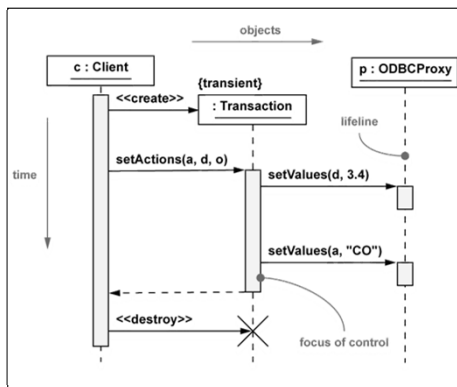 objects
c : Client
p : ODBCProxy
{transient}
<<create>>
: Transaction
lifeline
setActions(a, d, o)
time
setValues(d, 3.4)
setValues(a, "CO")
<<destroy>>
focus of control